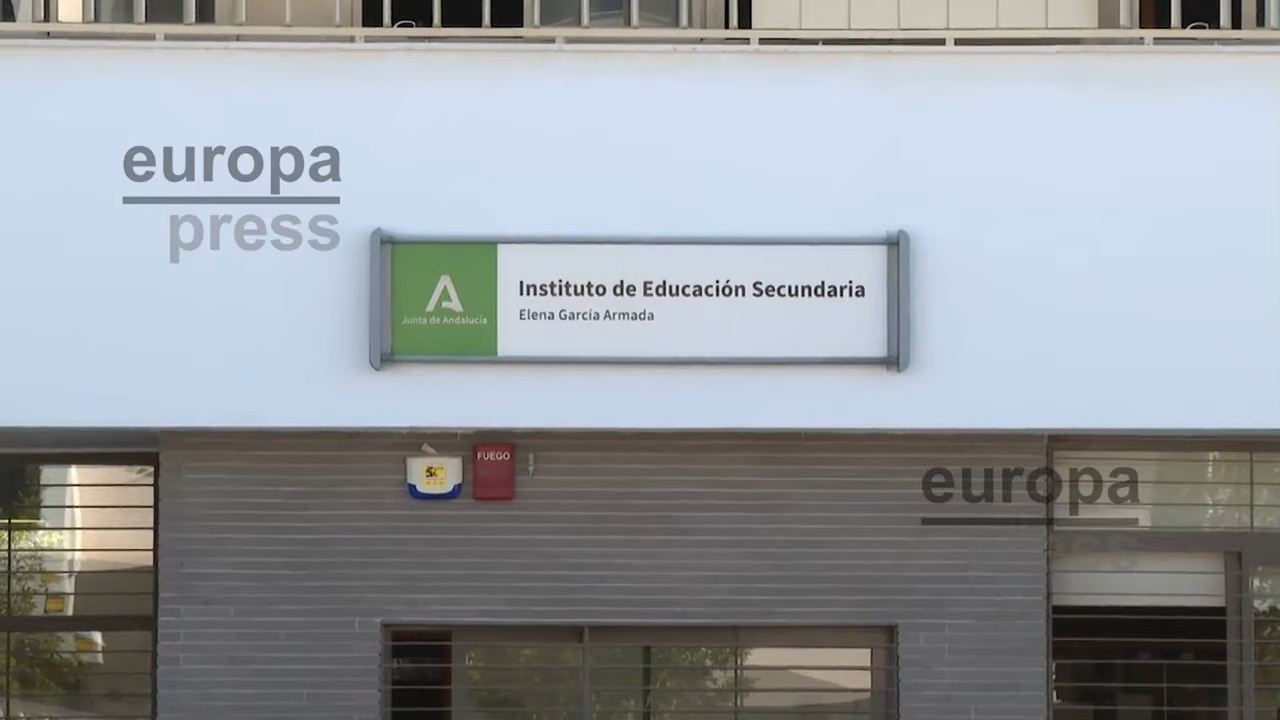 europa
press
Junta de Andalucía
Instituto de Educación Secundaria
Elena García Armada
FUEGO
europa